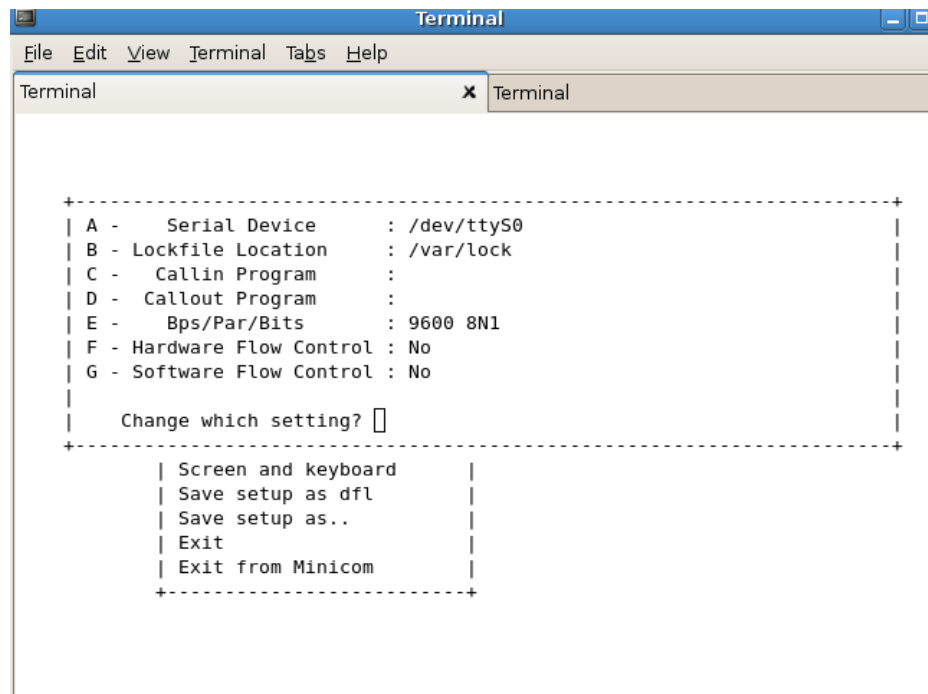 Terminal
File Edit View Terminal Tabs Help
Terminal Terminal
A - Serial Device : /dev/ttyS0
B - Lockfile Location : /var/lock
C - Callin Program :
D - Callout Program :
E - Bps/Par/Bits : 9600 8N1
F - Hardware Flow Control : No
G - Software Flow Control : No
Change which setting?
Screen and keyboard
Save setup as dfl
Save setup as..
Exit
Exit from Minicom